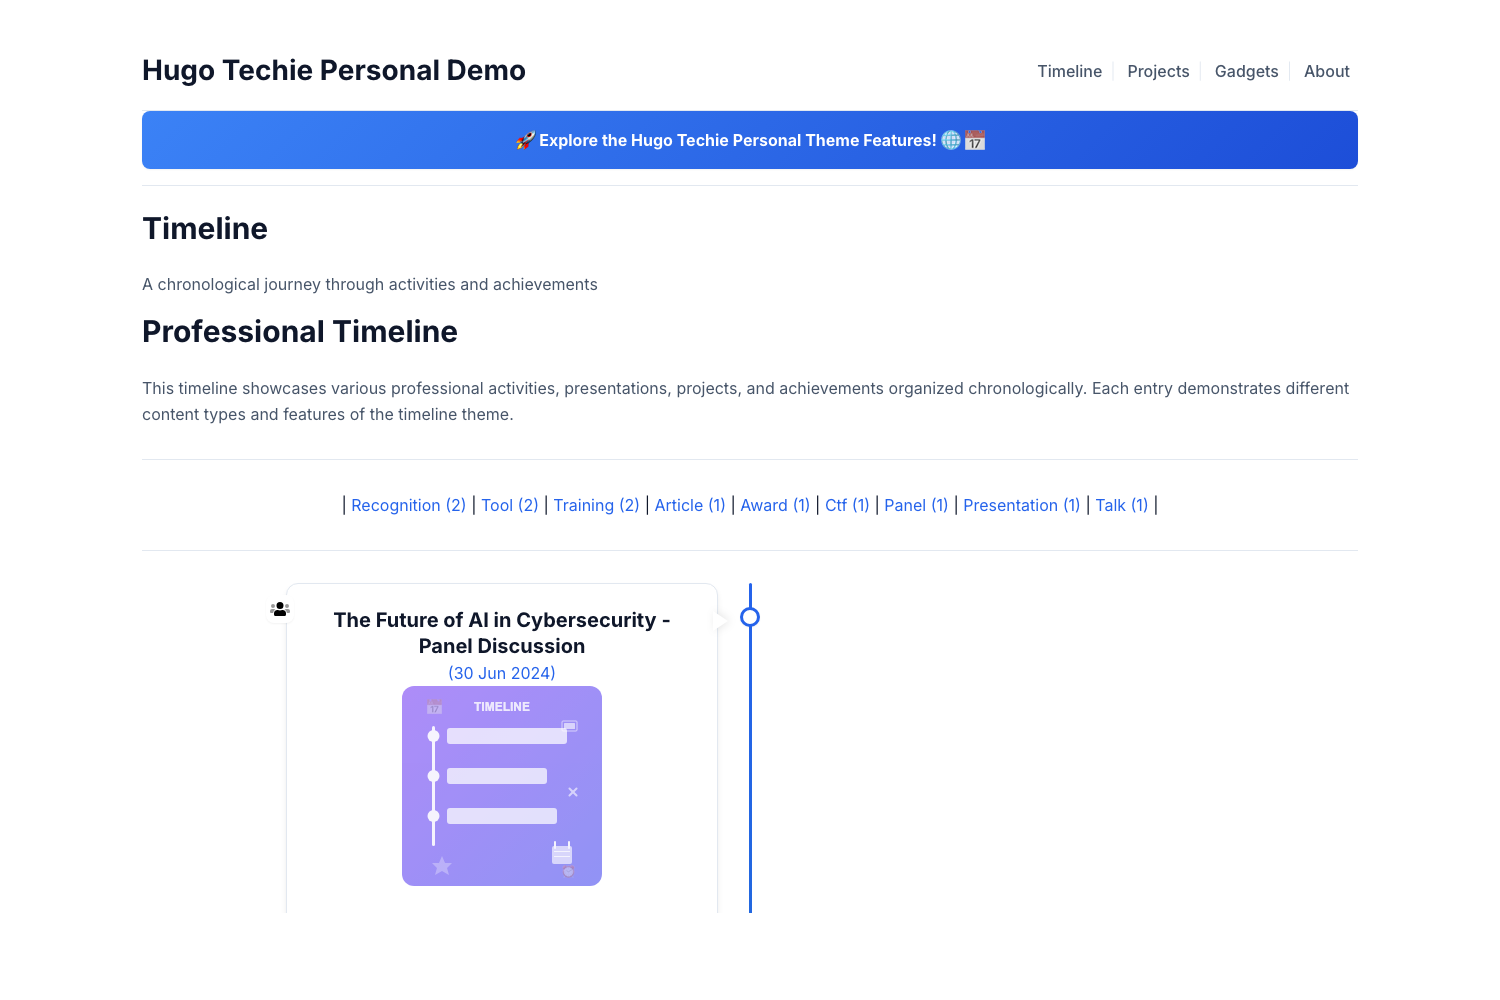 Hugo Techie Personal Demo
Timeline
Projects
Gadgets
About
🚀 Explore the Hugo Techie Personal Theme Features! 🌐📅
Timeline
A chronological journey through activities and achievements
Professional Timeline
This timeline showcases various professional activities, presentations, projects, and achievements organized chronologically. Each entry demonstrates different
content types and features of the timeline theme.
| Recognition (2) | Tool (2) | Training (2) | Article (1) | Award (1) | Ctf (1) | Panel (1) | Presentation (1) | Talk (1) |
The Future of AI in Cybersecurity -
Panel Discussion
(30 Jun 2024)
TIMELINE